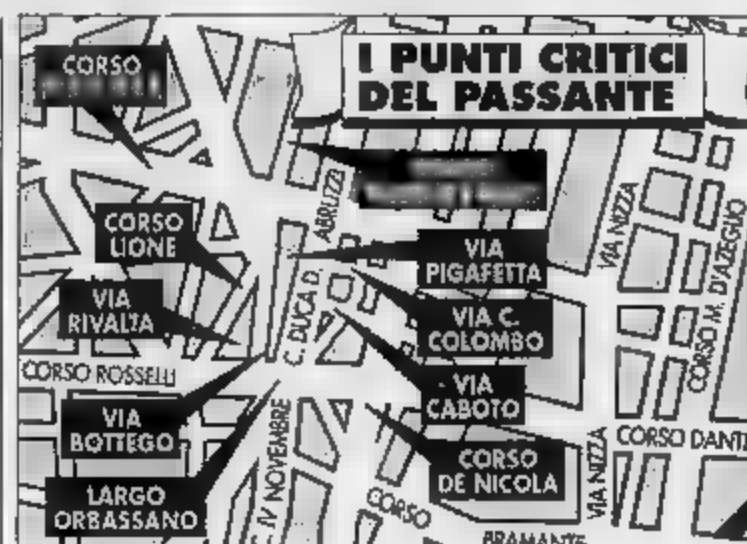 I PUNTI CRITICI
DEL PASSANTE
CORSO
ABRUZZI
VIA NIZZA
CORSO M. D'AZEGLIO
CORSO
LIONE
VIA
PIGAFETTA
C. DUCA D.
VIA
RIVALTA
VIA C.
COLOMBO
CORSO ROSSELLI
VIA
CABOTO
VIA
BOTTEGO
C. IV NOVEMBRE
VIA NIZZA
CORSO DANTE
CORSO
DE NICOLA
LARGO
ORBASSANO
CORSO
BRAMANTE